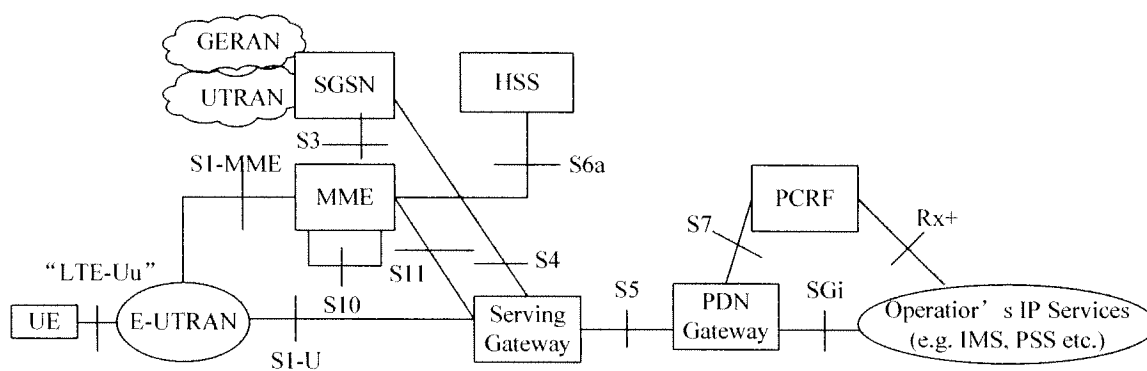 GERAN
UTRAN
SGSN
HSS
S3
S1-MME
S6a
MME
PCRF
S7
Rx+
“LTE-Uu”
S10
S11
S4
S5
SGi
UE
E-UTRAN
S1-U
Serving
Gateway
PDN
Gateway
Operatior’s IP Services
(e.g. IMS, PSS etc.)